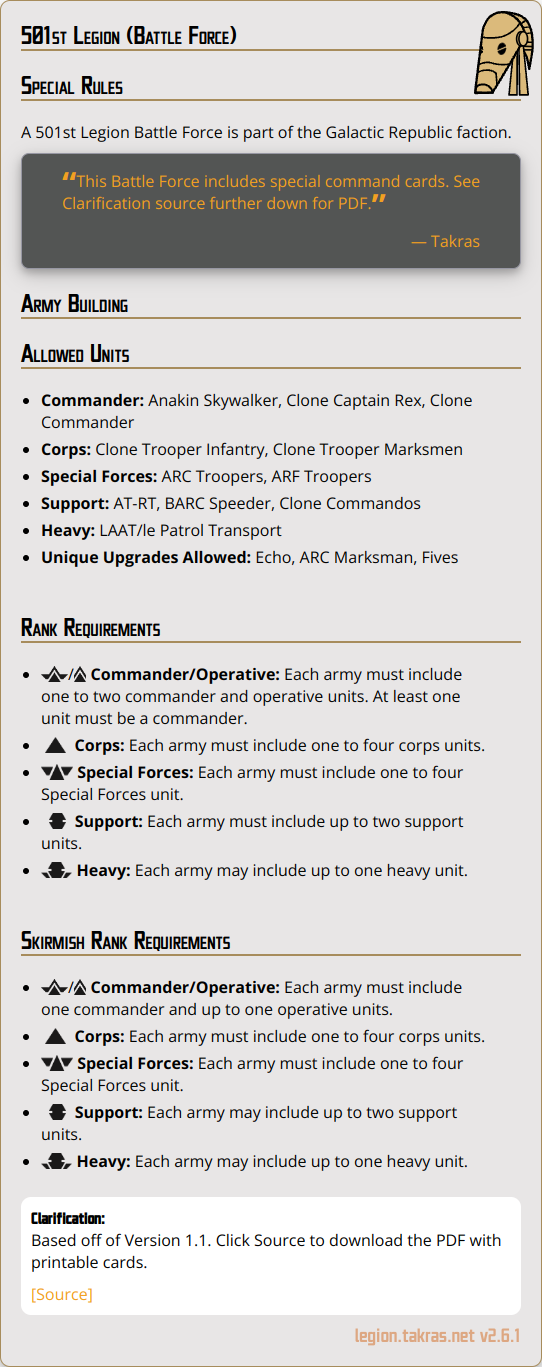 501st Legion (Battle Force)
Special Rules
A 501st Legion Battle Force is part of the Galactic Republic faction.
“This Battle Force includes special command cards. See
Clarification source further down for PDF.”
— Takras
Army Building
Allowed Units
• Commander: Anakin Skywalker, Clone Captain Rex, Clone
Commander
• Corps: Clone Trooper Infantry, Clone Trooper Marksmen
• Special Forces: ARC Troopers, ARF Troopers
• Support: AT-RT, BARC Speeder, Clone Commandos
• Heavy: LAAT/le Patrol Transport
• Unique Upgrades Allowed: Echo, ARC Marksman, Fives
Rank Requirements
• / Commander/Operative: Each army must include
one to two commander and operative units. At least one
unit must be a commander.
• Corps: Each army must include one to four corps units.
• Special Forces: Each army must include one to four
Special Forces unit.
• Support: Each army must include up to two support
units.
• Heavy: Each army may include up to one heavy unit.
Skirmish Rank Requirements
• / Commander/Operative: Each army must include
one commander and up to one operative units.
• Corps: Each army must include one to four corps units.
• Special Forces: Each army must include one to four
Special Forces unit.
• Support: Each army may include up to two support
units.
• Heavy: Each army may include up to one heavy unit.
Clarification:
Based off of Version 1.1. Click Source to download the PDF with
printable cards.
[Source]
legion.takras.net v2.6.1